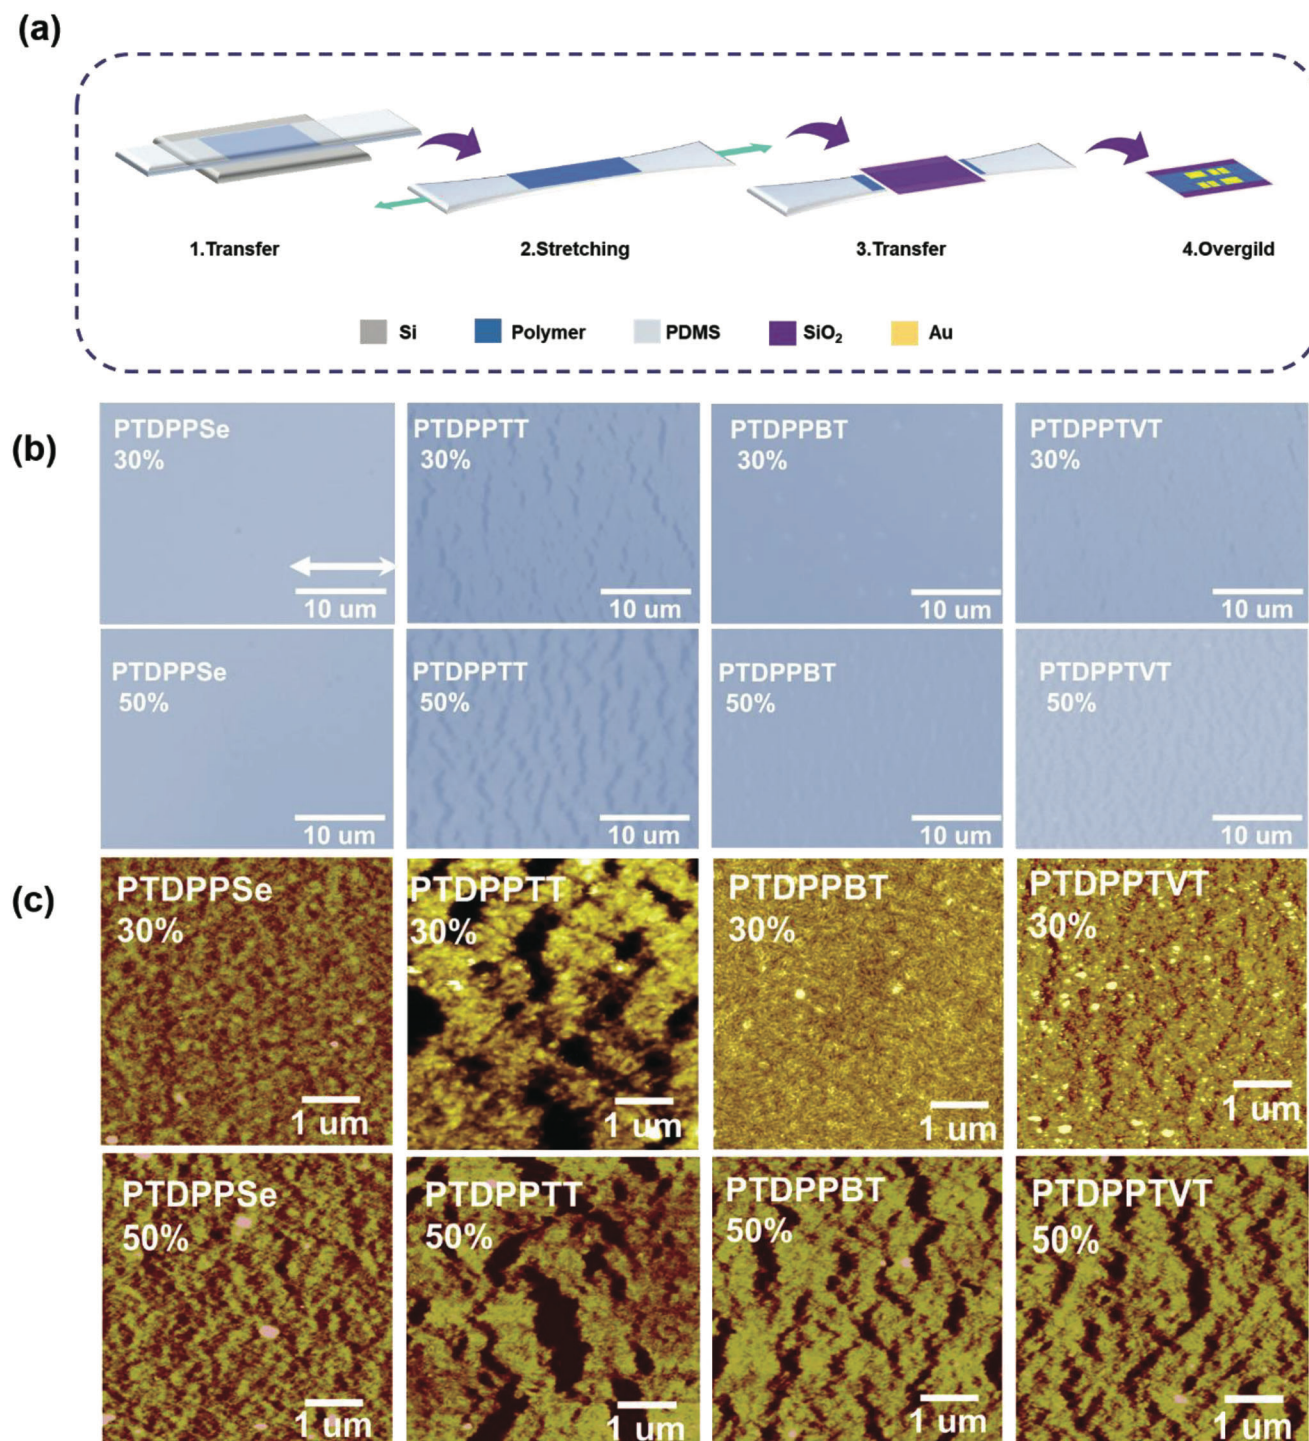 (a)
1.Transfer
2.Stretching
3.Transfer
4.Overgild
Si
Polymer
PDMS
SiO₂
Au
(b)
PTDPPSe
30%
10 um
PTDPPTT
30%
10 um
PTDPPBT
30%
10 um
PTDPPTVT
30%
10 um
PTDPPSe
50%
10 um
PTDPPTT
50%
10 um
PTDPPBT
50%
10 um
PTDPPTVT
50%
10 um
(c)
PTDPPSe
30%
1 um
PTDPPTT
30%
1 um
PTDPPBT
30%
1 um
PTDPPTVT
30%
1 um
PTDPPSe
50%
1 um
PTDPPTT
50%
1 um
PTDPPBT
50%
1 um
PTDPPTVT
50%
1 um